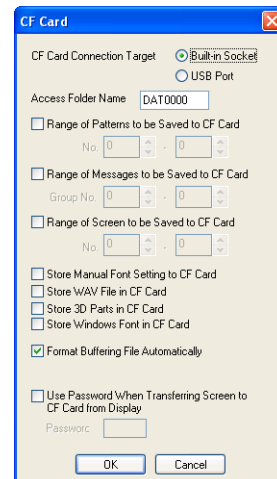 CF Card
CF Card Connection Target Built-in Socket
USB Port
Access Folder Name DAT0000
Range of Patterns to be Saved to CF Card
No. 0 - 0
Range of Messages to be Saved to CF Card
Group No. 0 - 0
Range of Screen to be Saved to CF Card
No. 0 - 0
Store Manual Font Setting to CF Card
Store WAV File in CF Card
Store 3D Parts in CF Card
Store Windows Font in CF Card
Format Buffering File Automatically
Use Password When Transferring Screen to
CF Card from Display
Passworc
OK Cancel